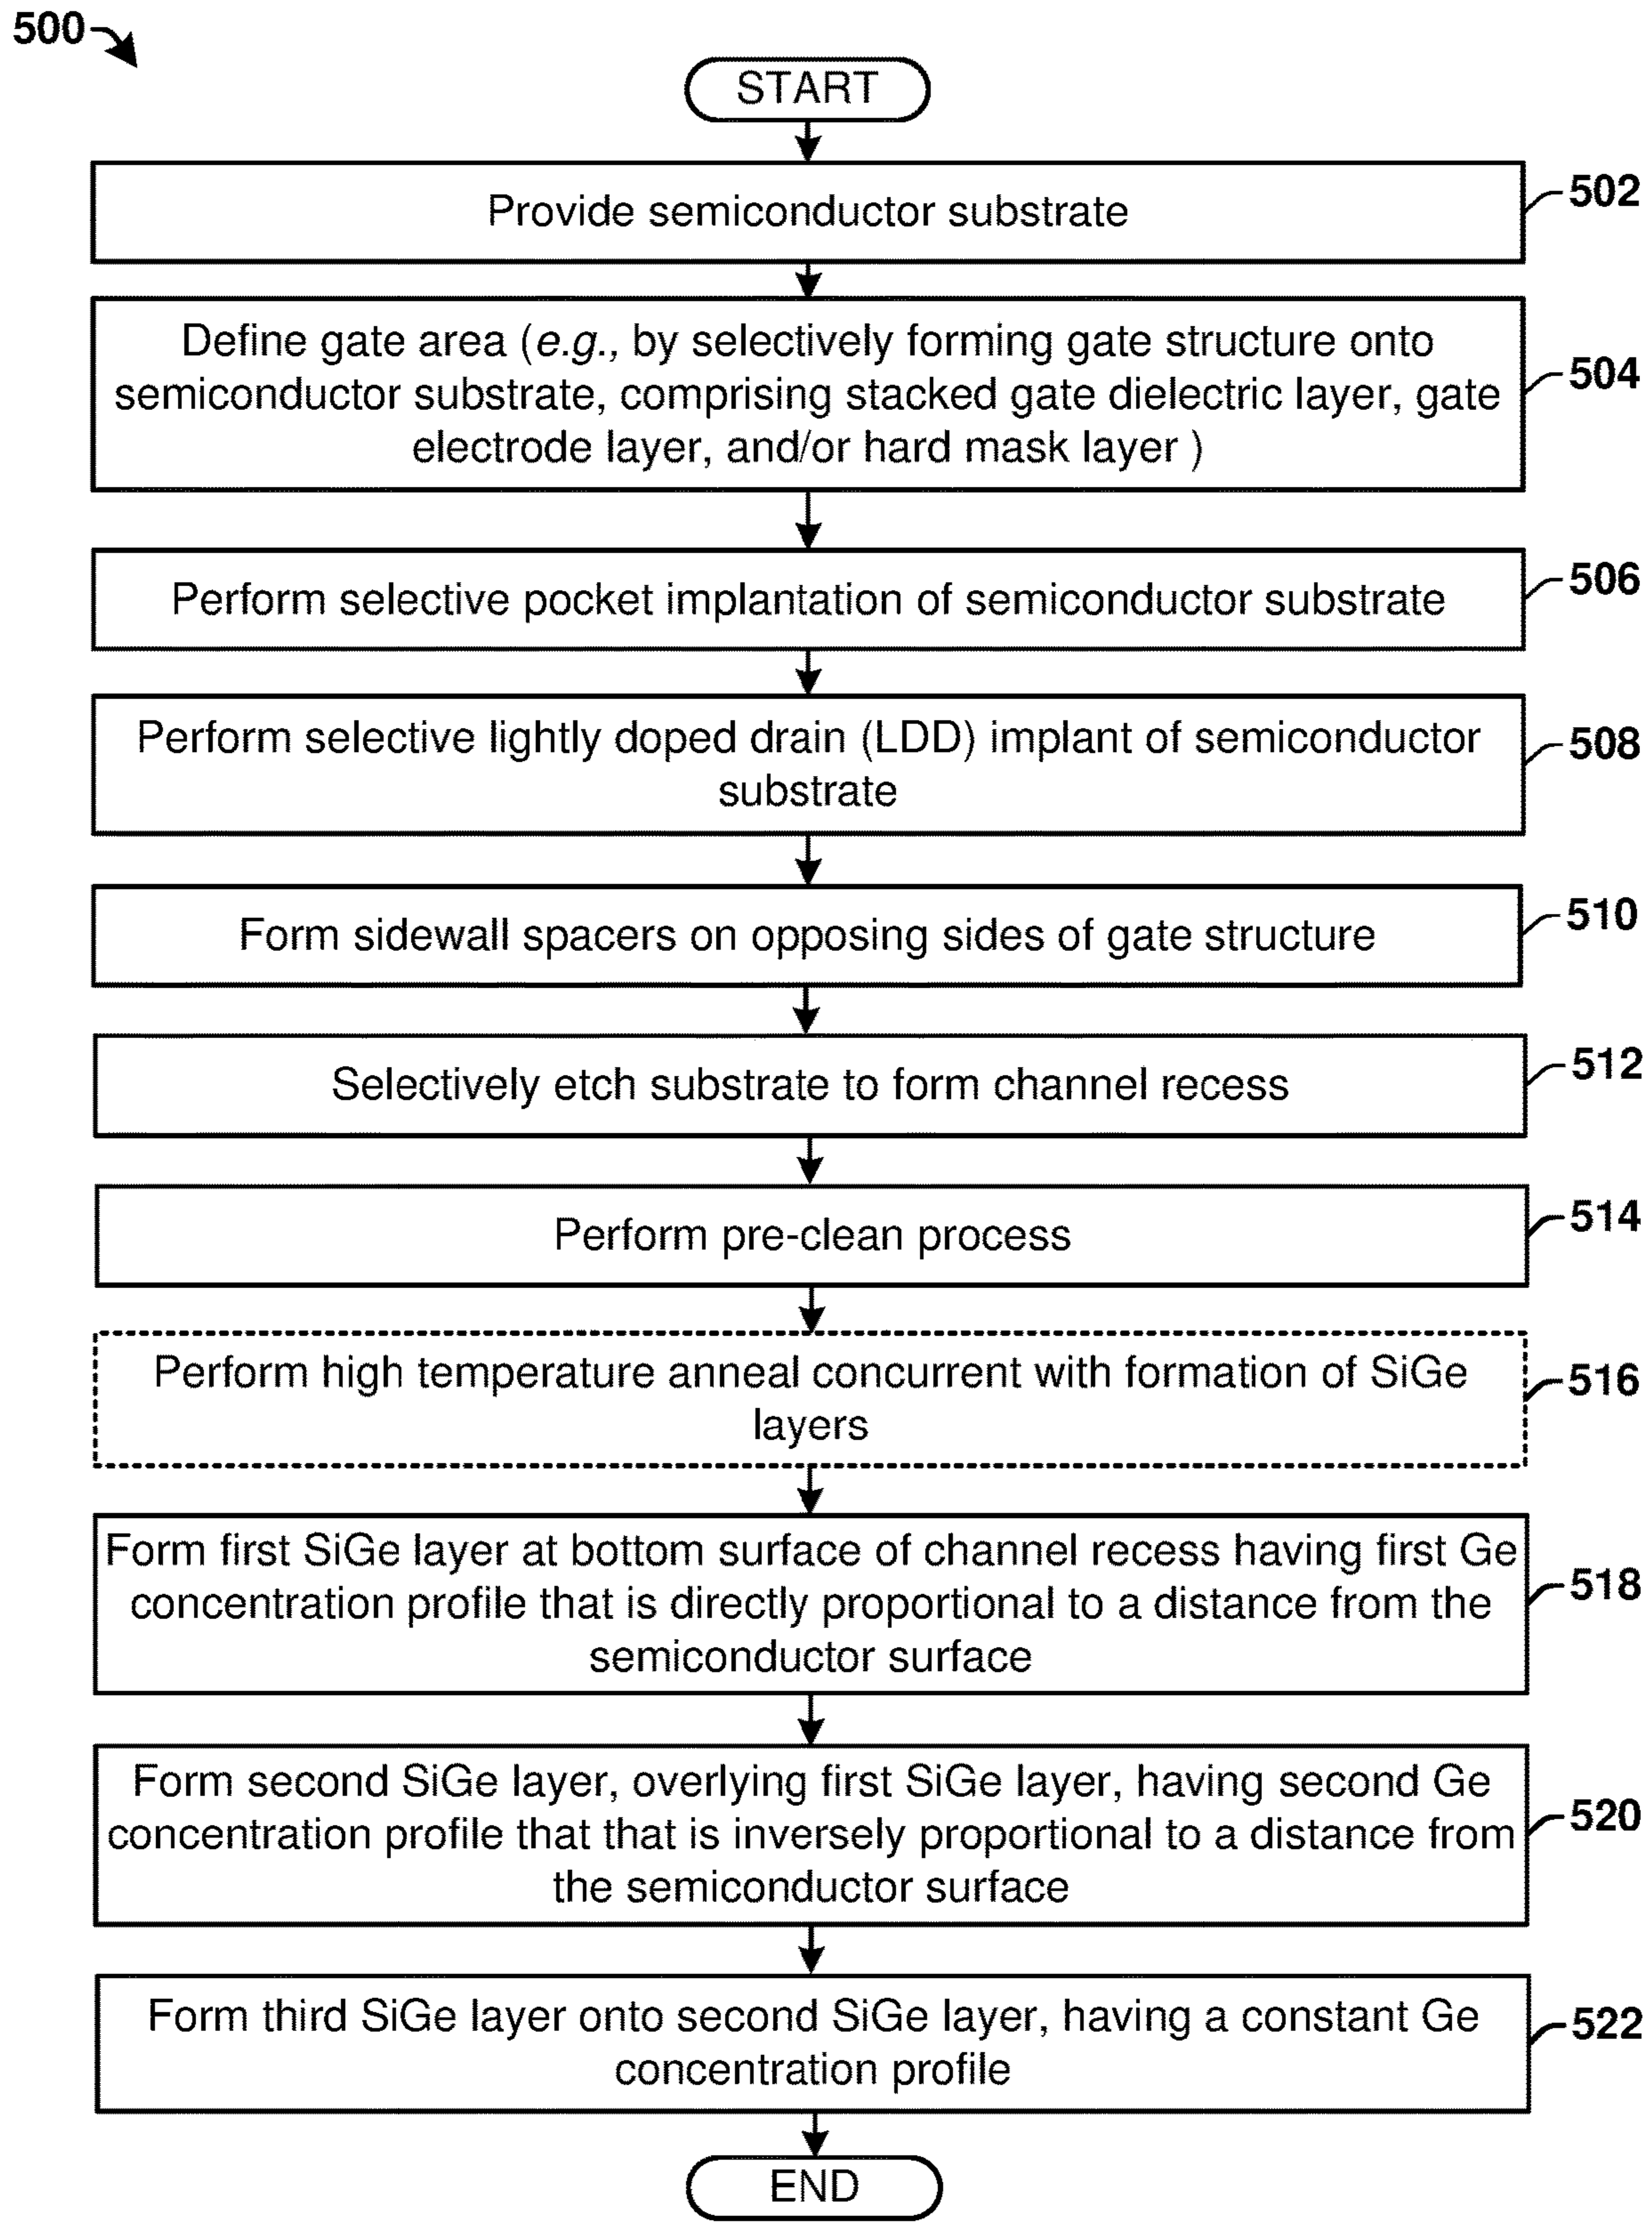 500
START
Provide semiconductor substrate
502
Define gate area (e.g., by selectively forming gate structure onto
semiconductor substrate, comprising stacked gate dielectric layer, gate
electrode layer, and/or hard mask layer )
504
Perform selective pocket implantation of semiconductor substrate
506
Perform selective lightly doped drain (LDD) implant of semiconductor
substrate
508
Form sidewall spacers on opposing sides of gate structure
510
Selectively etch substrate to form channel recess
512
Perform pre-clean process
514
Perform high temperature anneal concurrent with formation of SiGe
layers
516
Form first SiGe layer at bottom surface of channel recess having first Ge
concentration profile that is directly proportional to a distance from the
semiconductor surface
518
Form second SiGe layer, overlying first SiGe layer, having second Ge
concentration profile that that is inversely proportional to a distance from
the semiconductor surface
520
Form third SiGe layer onto second SiGe layer, having a constant Ge
concentration profile
522
END